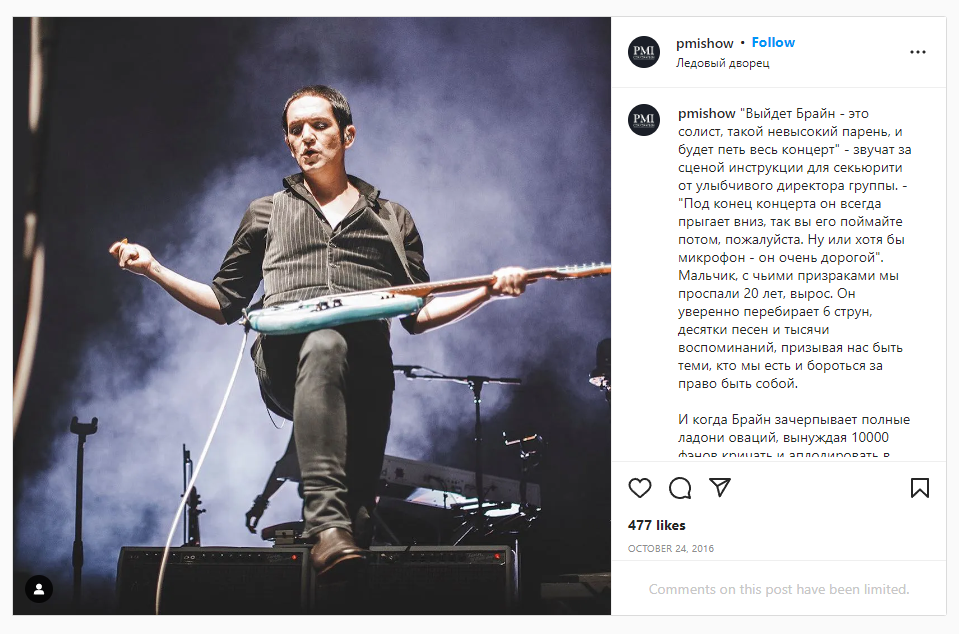 PMI
pmishow • Follow
Ледовый дворец
PMI
pmishow "Выйдет Брайн - это
солист, такой невысокий парень, и
будет петь весь концерт" - звучат за
сценой инструкции для секьюрити
от улыбчивого директора группы. -
"Под конец концерта он всегда
прыгает вниз, так вы его поймайте
потом, пожалуйста. Ну или хотя бы
микрофон - он очень дорогой".
Мальчик, с чьими призраками мы
проспали 20 лет, вырос. Он
уверенно перебирает 6 струн,
десятки песен и тысячи
воспоминаний, призывая нас быть
теми, кто мы есть и бороться за
право быть собой.
И когда Брайн зачерпывает полные
ладони оваций, вынуждая 10000
фэнов кричать и аплодировать в
477 likes
OCTOBER 24, 2016
Comments on this post have been limited.